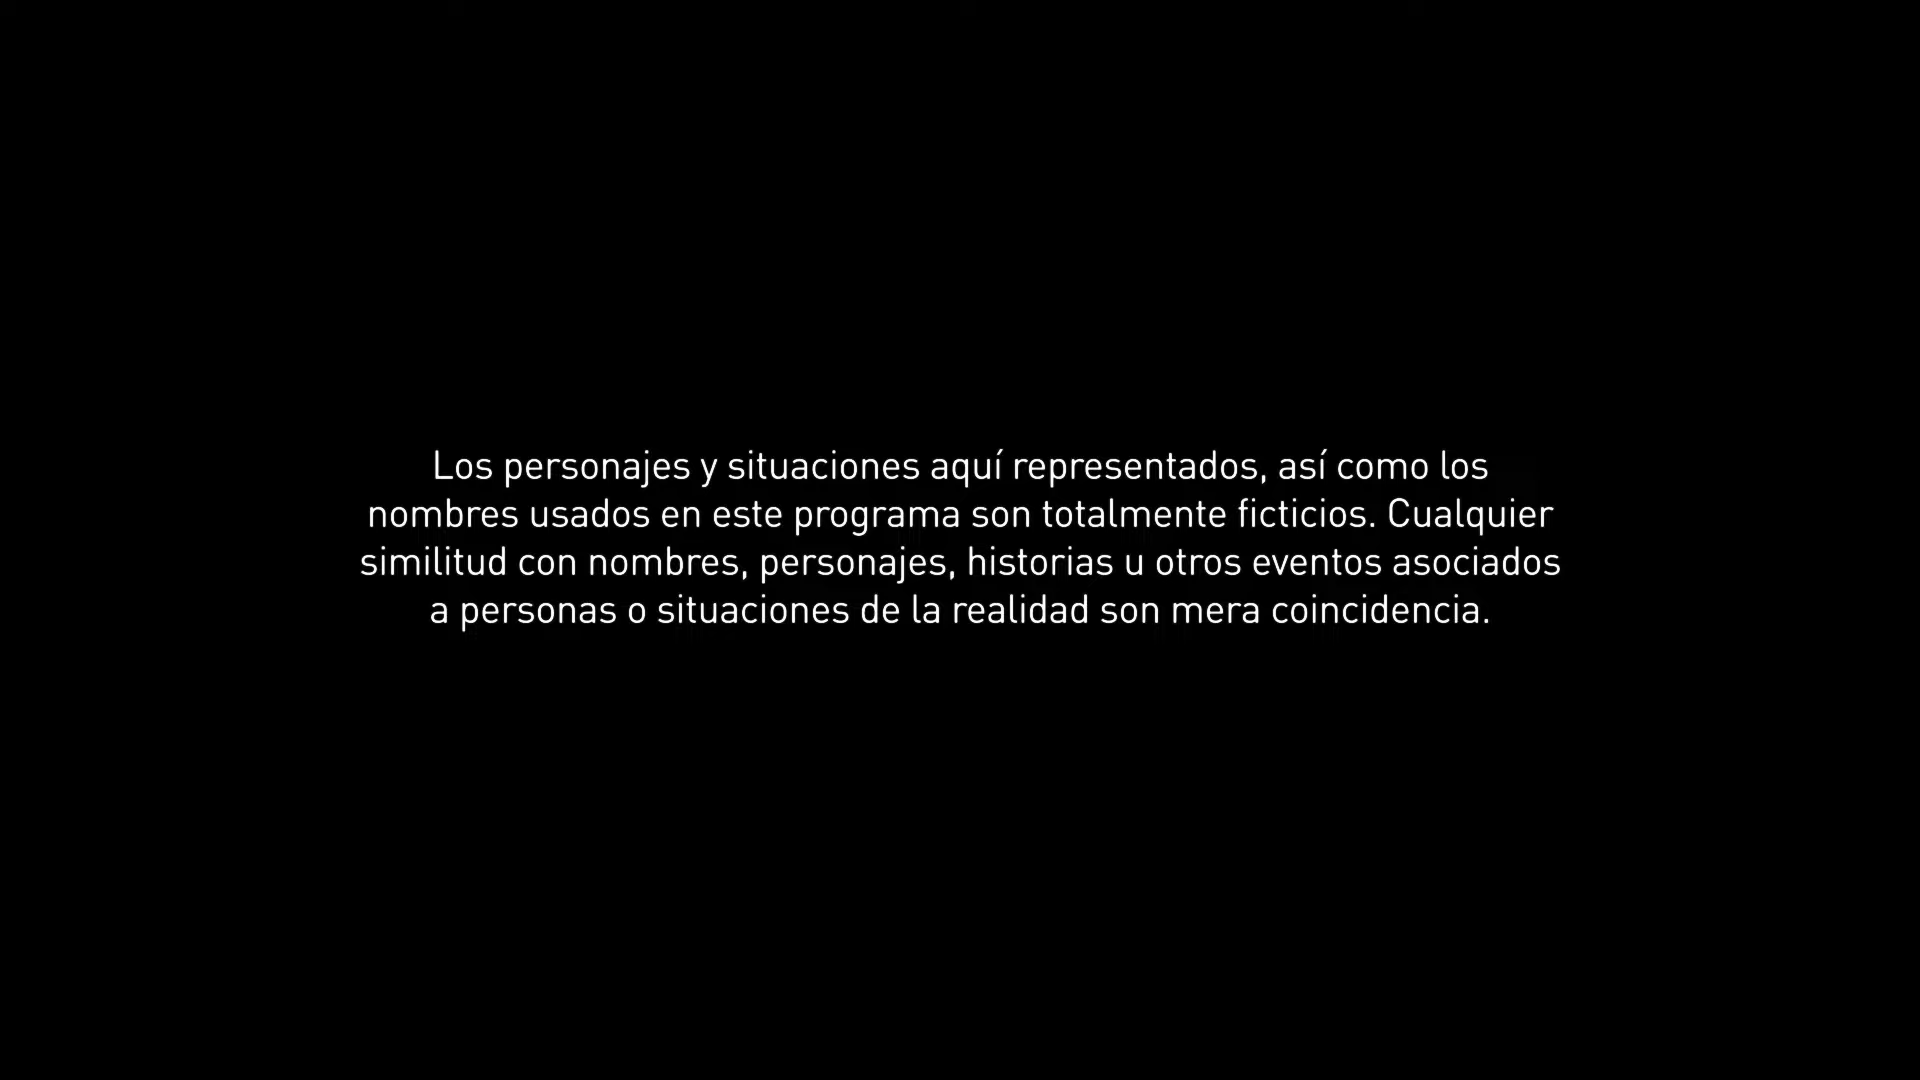 Los personajes y situaciones aquí representados, así como los
nombres usados en este programa son totalmente ficticios. Cualquier
similitud con nombres, personajes, historias u otros eventos asociados
a personas o situaciones de la realidad son mera coincidencia.